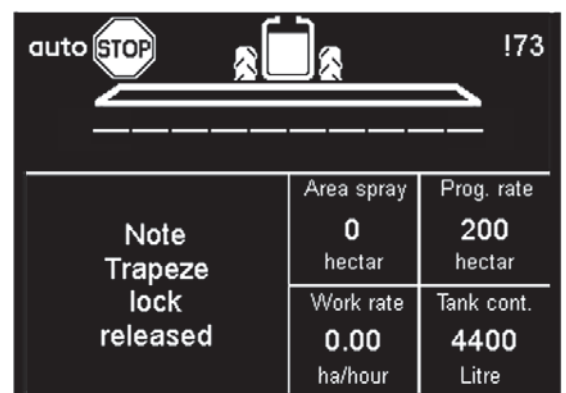 auto STOP !73
Note
Trapeze
lock
released
Area spray
0
hectar
Prog. rate
200
hectar
Work rate
0.00
ha/hour
Tank cont.
4400
Litre